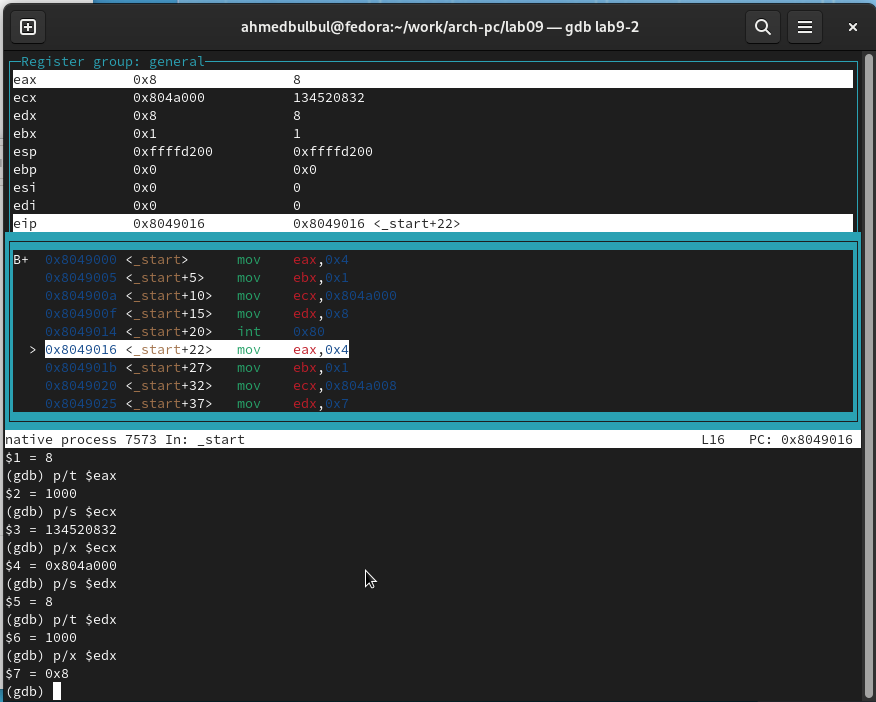 ahmedbulbul@fedora:~/work/arch-pc/lab09 — gdb lab9-2
Register group: general
eax 0x8 8
ecx 0x804a000 134520832
edx 0x8 8
ebx 0x1 1
esp 0xffffd200 0xffffd200
ebp 0x0 0x0
esi 0x0 0
edi 0x0 0
eip 0x8049016 0x8049016 <_start+22>
B+ 0x8049000 <_start> mov eax,0x4
0x8049005 <_start+5> mov ebx,0x1
0x804900a <_start+10> mov ecx,0x804a000
0x804900f <_start+15> mov edx,0x8
0x8049014 <_start+20> int 0x80
> 0x8049016 <_start+22> mov eax,0x4
0x804901b <_start+27> mov ebx,0x1
0x8049020 <_start+32> mov ecx,0x804a008
0x8049025 <_start+37> mov edx,0x7
native process 7573 In: _start L16 PC: 0x8049016
$1 = 8
(gdb) p/t $eax
$2 = 1000
(gdb) p/s $ecx
$3 = 134520832
(gdb) p/x $ecx
$4 = 0x804a000
(gdb) p/s $edx
$5 = 8
(gdb) p/t $edx
$6 = 1000
(gdb) p/x $edx
$7 = 0x8
(gdb)